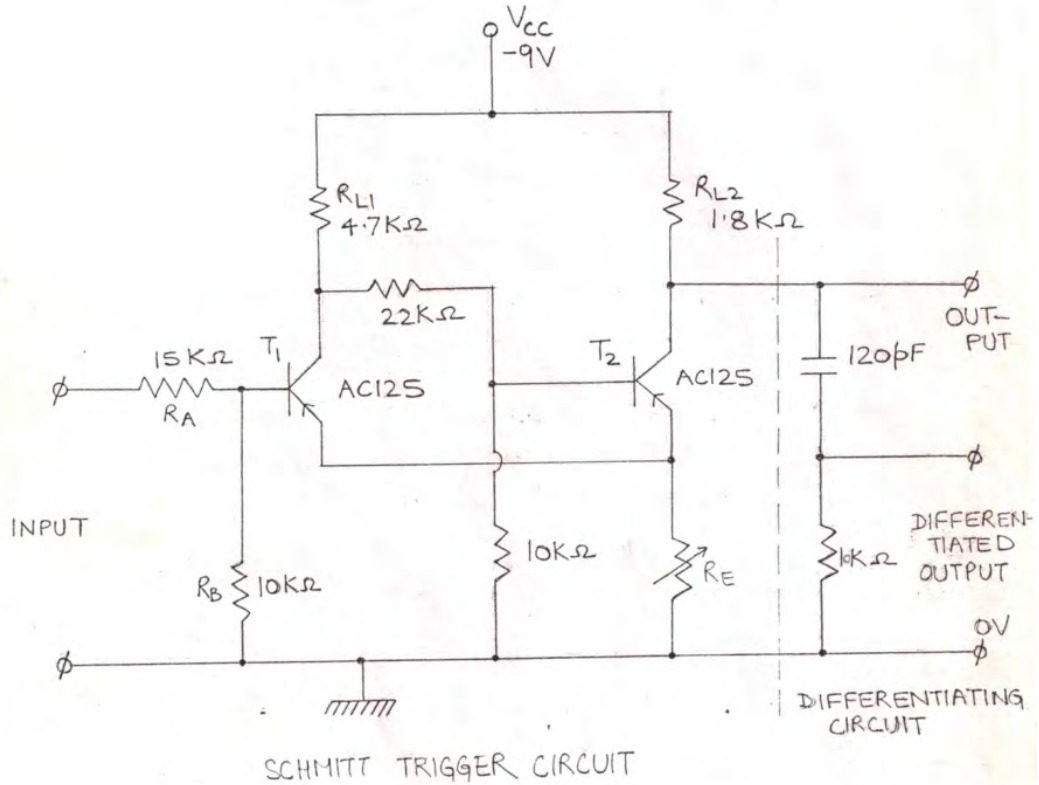 VCC
-9V
RL1
4.7KΩ
RL2
1.8KΩ
22KΩ
OUT-
PUT
15KΩ
T1
AC125
T2
AC125
120pF
RA
INPUT
RB
10KΩ
10KΩ
RE
10KΩ
DIFFEREN-
TIATED
OUTPUT
0V
DIFFERENTIATING
CIRCUIT
SCHMITT TRIGGER CIRCUIT